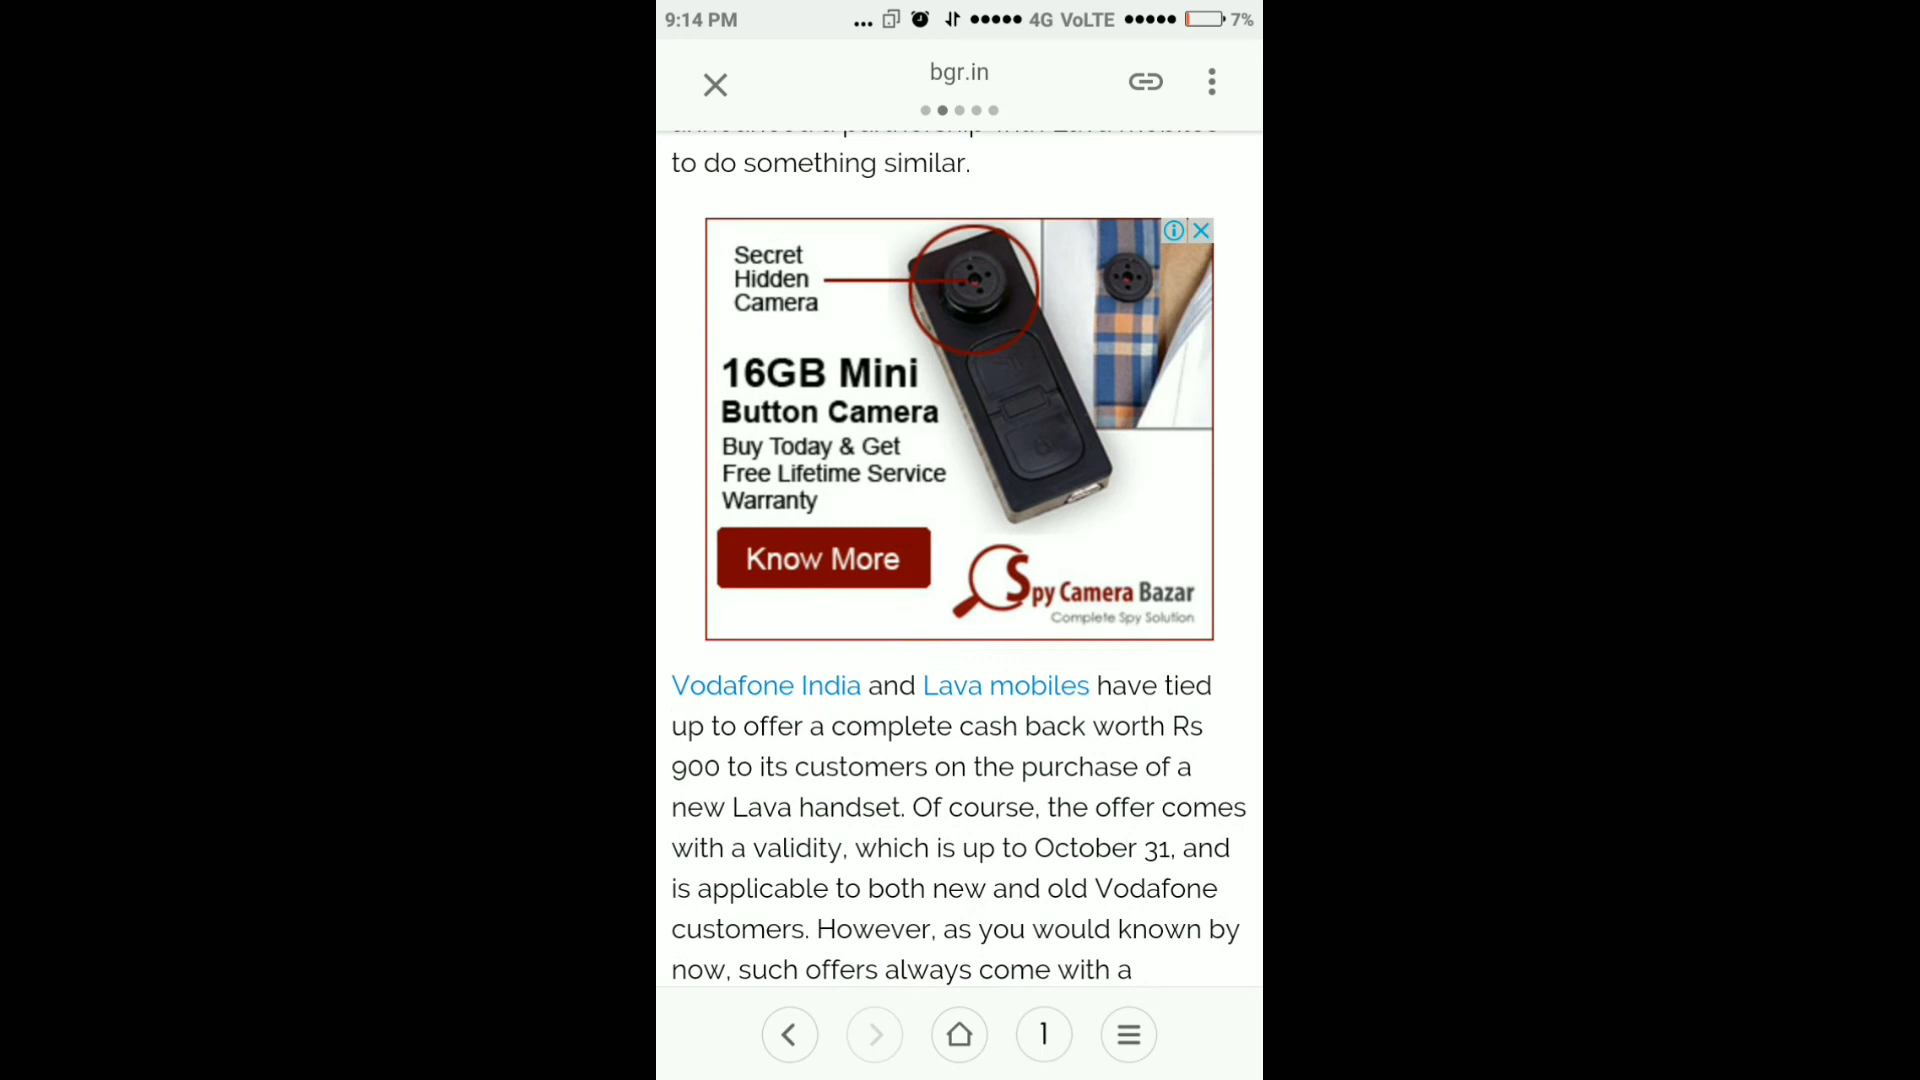 9:14 PM
... 4G VoLTE 7%
bgr.in
to do something similar.
Secret
Hidden
Camera
16GB Mini
Button Camera
Buy Today & Get
Free Lifetime Service
Warranty
Know More
Spy Camera Bazar
Complete Spy Solution
Vodafone India and Lava mobiles have tied
up to offer a complete cash back worth Rs
900 to its customers on the purchase of a
new Lava handset. Of course, the offer comes
with a validity, which is up to October 31, and
is applicable to both new and old Vodafone
customers. However, as you would known by
now, such offers always come with a
1